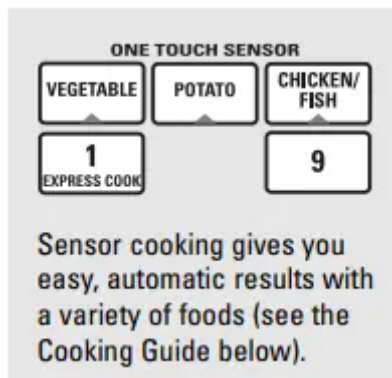 ONE TOUCH SENSOR
VEGETABLE
POTATO
CHICKEN/
FISH
1
EXPRESS COOK
9
Sensor cooking gives you
easy, automatic results with
a variety of foods (see the
Cooking Guide below).